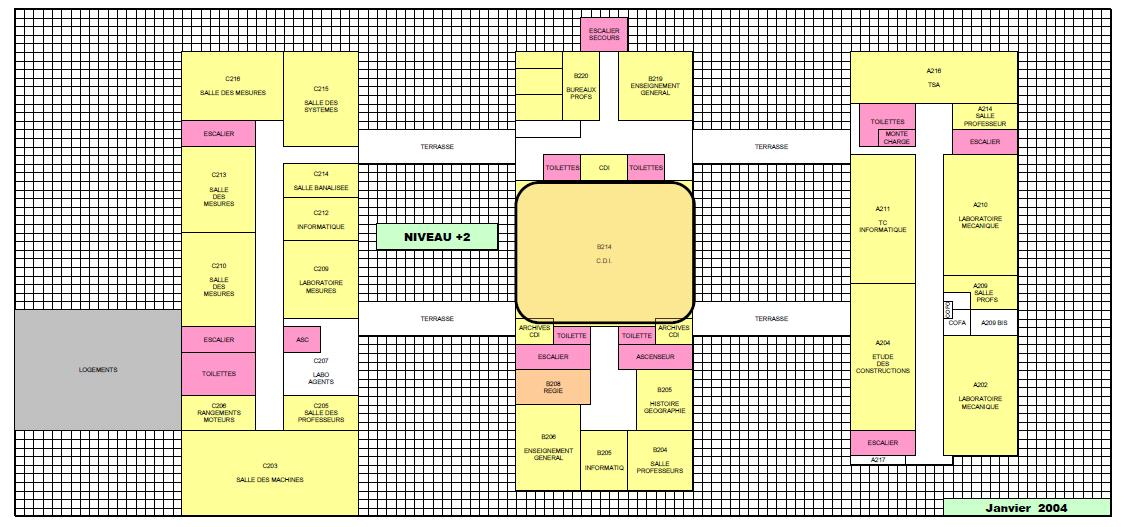 ESCALIER
SECOURS
C216
SALLE DES MESURES
C215
SALLE DES
SYSTEMES
B220
BUREAUX
PROFS
B219
ENSEIGNEMENT
GENERAL
A216
TSA
A214
SALLE
PROFESSEUR
TOILETTES
MONTE
CHARGE
ESCALIER
ESCALIER
TERRASSE
TERRASSE
C213
SALLE
DES
MESURES
C214
SALLE BANALISEE
TOILETTES
CDI
TOILETTES
C212
INFORMATIQUE
NIVEAU +2
B214
C.D.I.
A211
TC
INFORMATIQUE
A210
LABORATOIRE
MECANIQUE
C210
SALLE
DES
MESURES
C209
LABORATOIRE
MESURES
A209
SALLE
PROFS
COPO
COFA
A209 BIS
TERRASSE
TERRASSE
ARCHIVES
CDI
TOILETTE
TOILETTE
ARCHIVES
CDI
ESCALIER
ASC
ESCALIER
ASCENSEUR
A204
ETUDE
DES
CONSTRUCTIONS
LOGEMENTS
TOILETTES
C207
LABO
AGENTS
B208
REGIE
B205
HISTOIRE
GEOGRAPHIE
A202
LABORATOIRE
MECANIQUE
C206
RANGEMENTS
MOTEURS
C205
SALLE DES
PROFESSEURS
B206
ENSEIGNEMENT
GENERAL
B205
INFORMATIQ
B204
SALLE
PROFESSEURS
ESCALIER
A217
C203
SALLE DES MACHINES
Janvier 2004